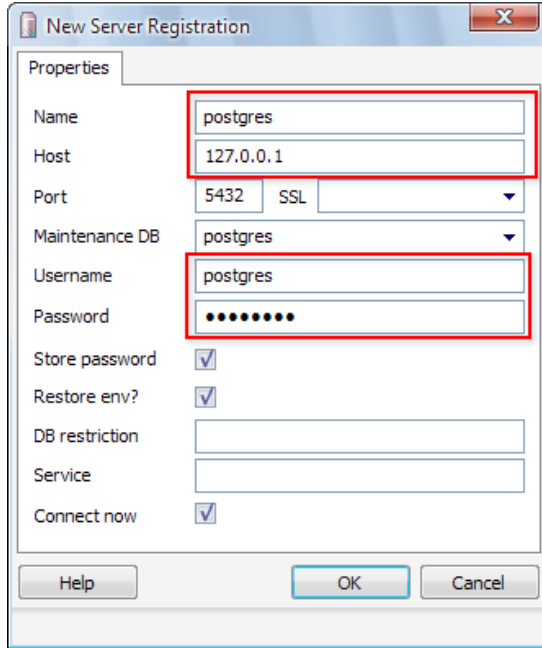 New Server Registration
Properties
Name postgres
Host 127.0.0.1
Port 5432 SSL
Maintenance DB postgres
Username postgres
Password ●●●●●●●●
Store password
Restore env?
DB restriction
Service
Connect now
Help OK Cancel